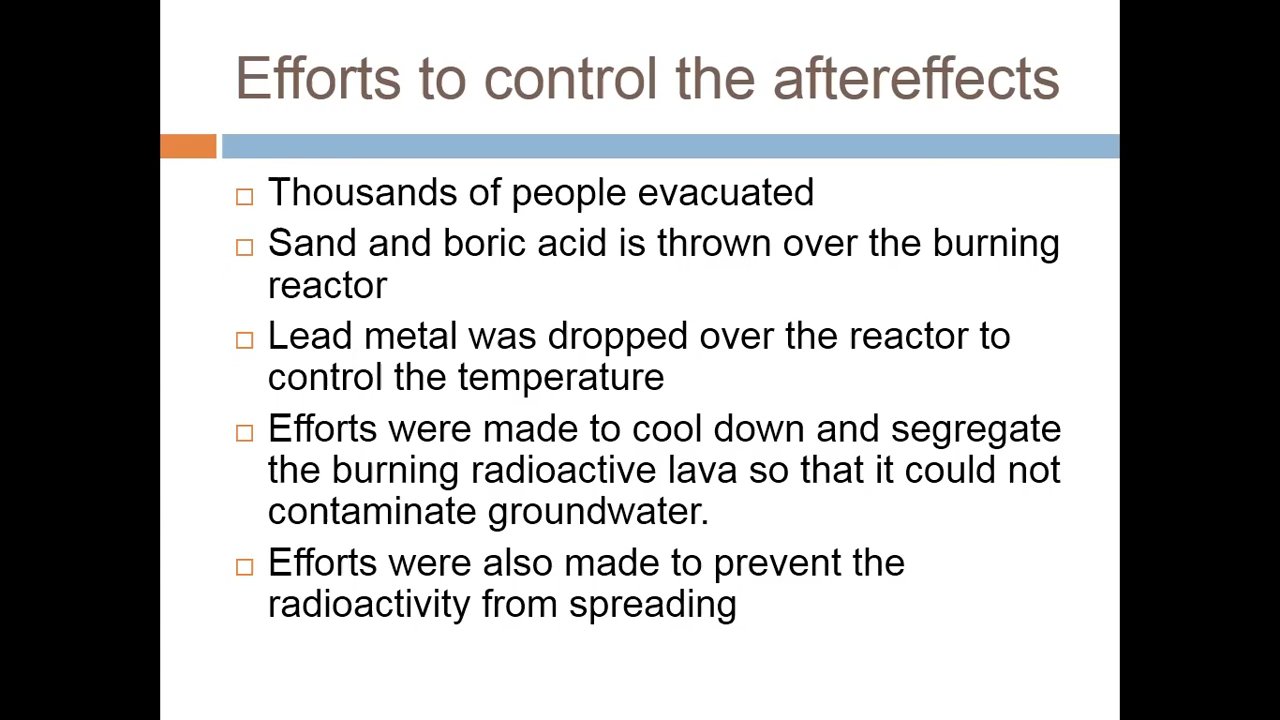 Efforts to control the aftereffects
Thousands of people evacuated
Sand and boric acid is thrown over the burning
reactor
Lead metal was dropped over the reactor to
control the temperature
Efforts were made to cool down and segregate
the burning radioactive lava so that it could not
contaminate groundwater.
Efforts were also made to prevent the
radioactivity from spreading